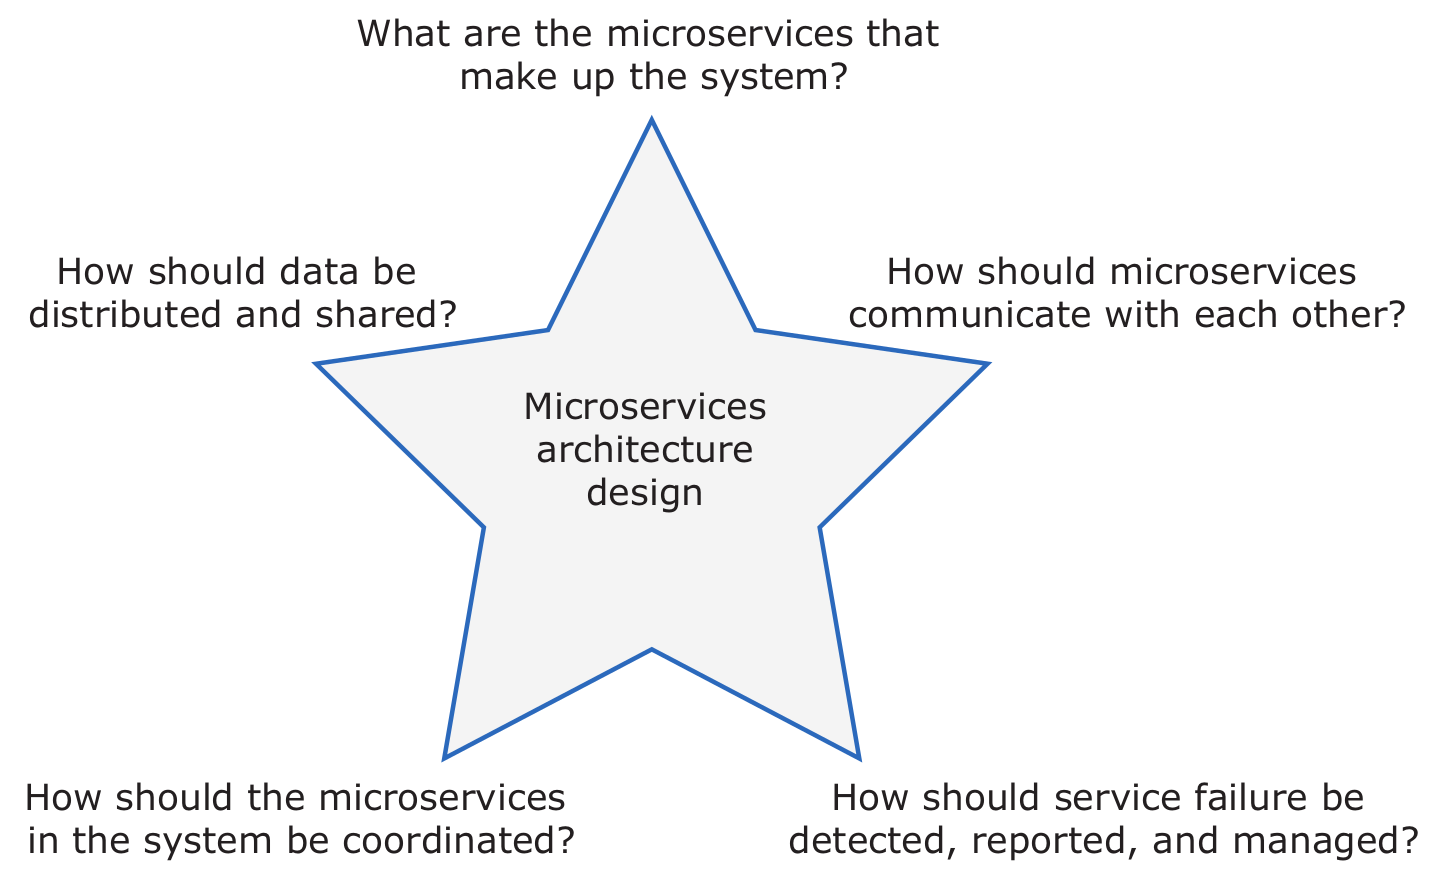 What are the microservices that
make up the system?
How should data be
distributed and shared?
How should microservices
communicate with each other?
Microservices
architecture
design
How should the microservices
in the system be coordinated?
How should service failure be
detected, reported, and managed?